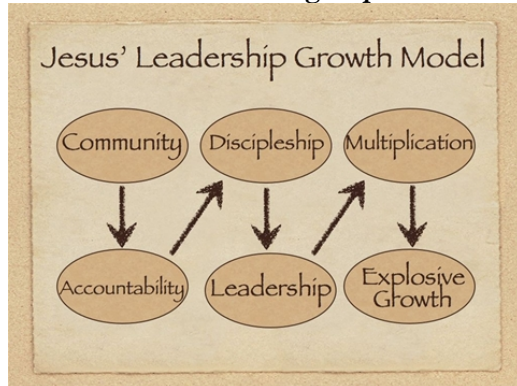 Jesus' Leadership Growth Model
Community
Discipleship
Multiplication
Accountability
Leadership
Explosive
Growth